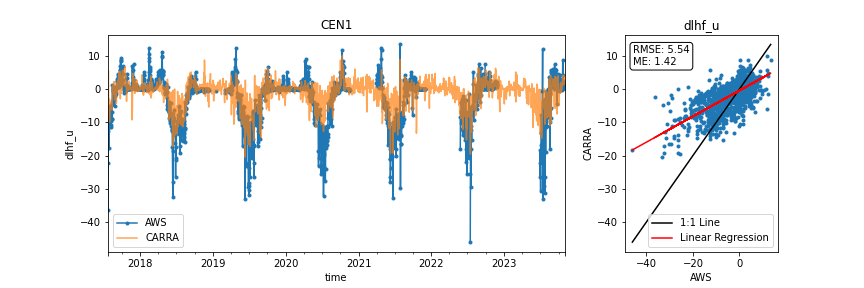 CEN1
dlhf_u
10
0
−10
−20
−30
−40
dlhf_u
AWS
CARRA
2018
2019
2020
2021
2022
2023
time
dlhf_u
RMSE: 5.54
ME: 1.42
10
0
−10
−20
−30
−40
CARRA
1:1 Line
Linear Regression
−40
−20
0
AWS